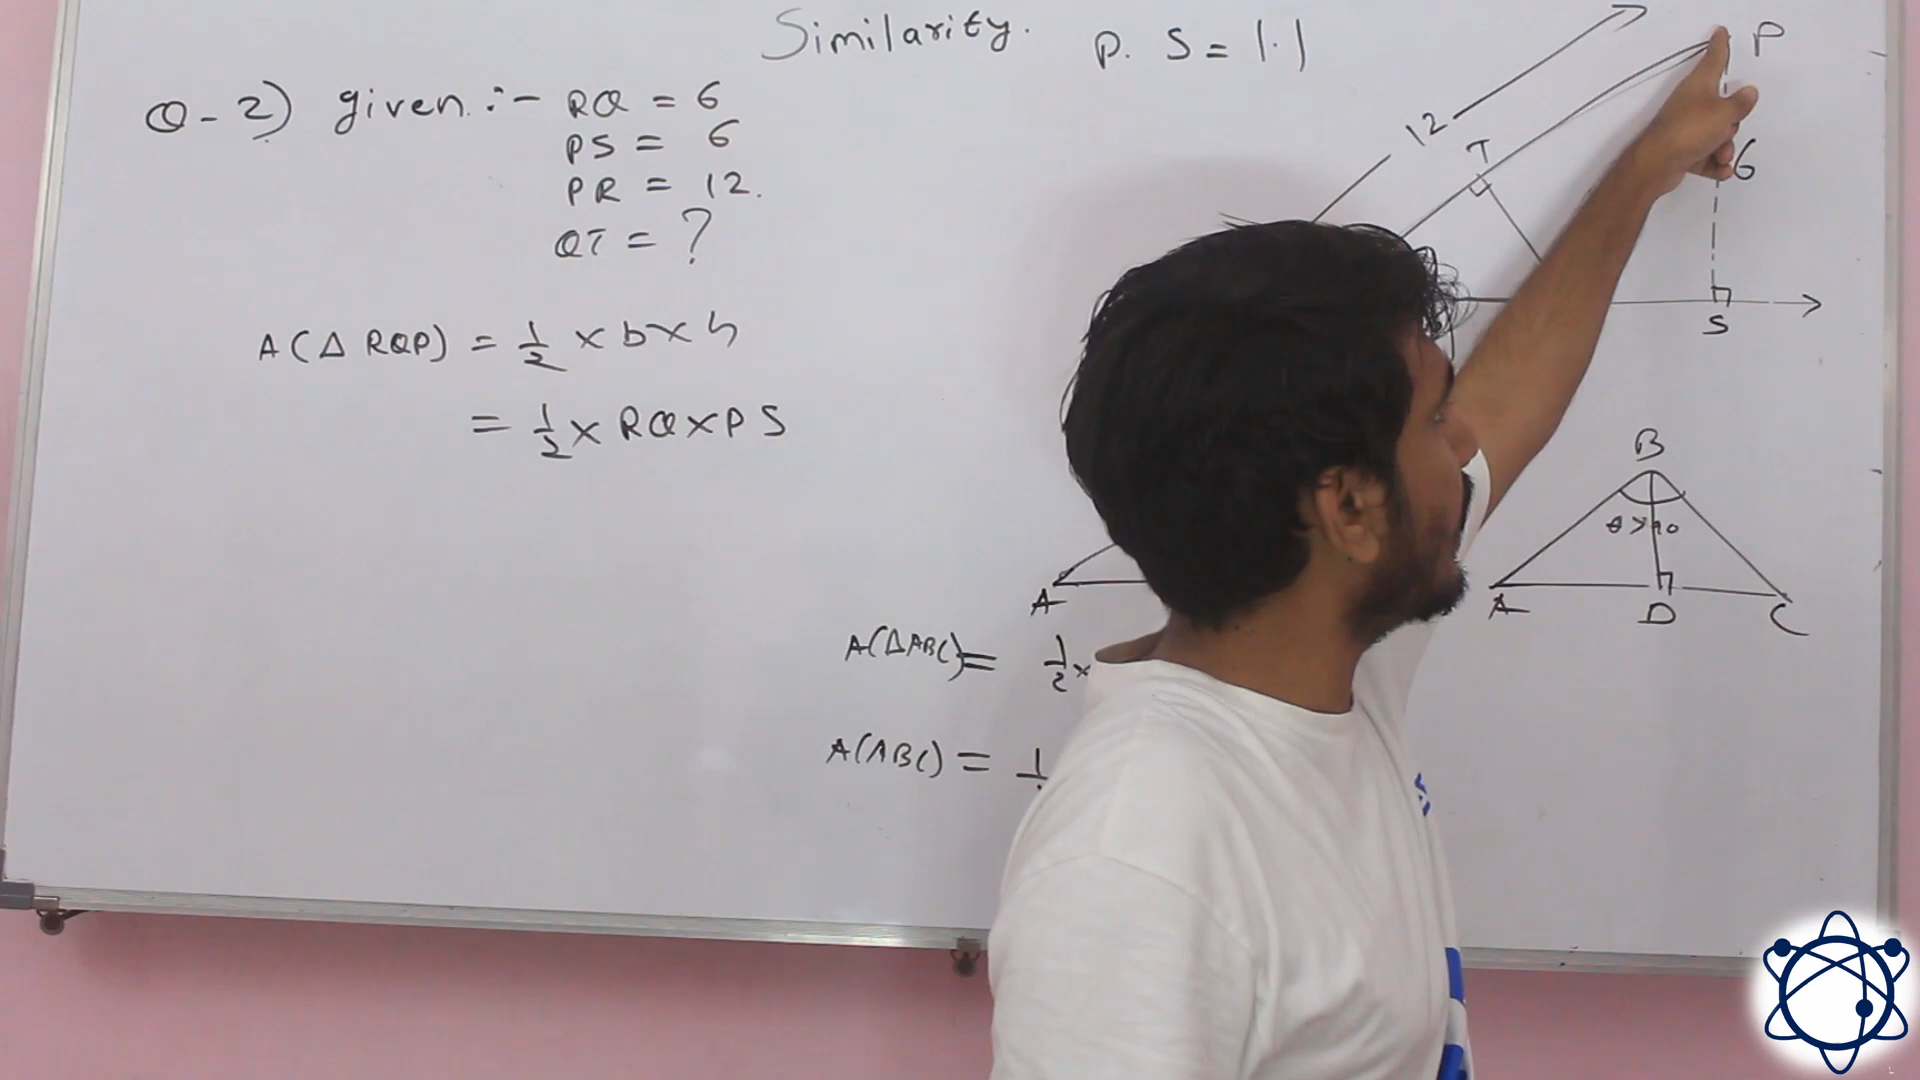 Similarity. P. S = 1.1
Q-2) given :- RQ = 6
PS = 6
PR = 12.
QT = ?
A(Δ RQP) = 1/2 × b × h
= 1/2 × RQ × PS
12
T
P
6
S
B
θ > 90
A
A D C
A(ΔABC) = 1/2 ×
A(ABC) = 1